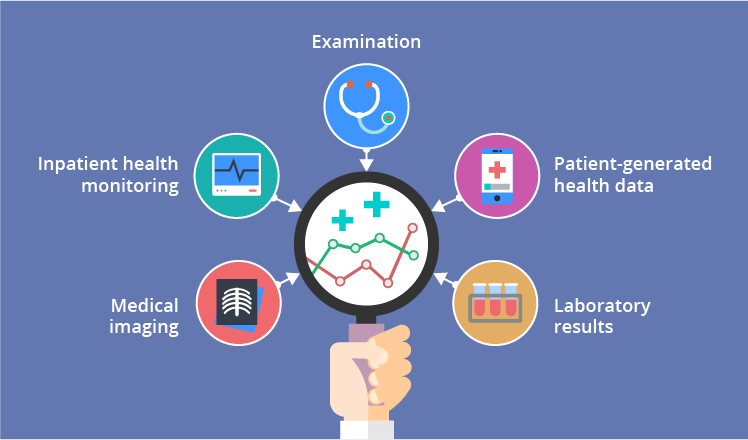 Examination
Inpatient health
monitoring
Patient-generated
health data
Medical
imaging
Laboratory
results